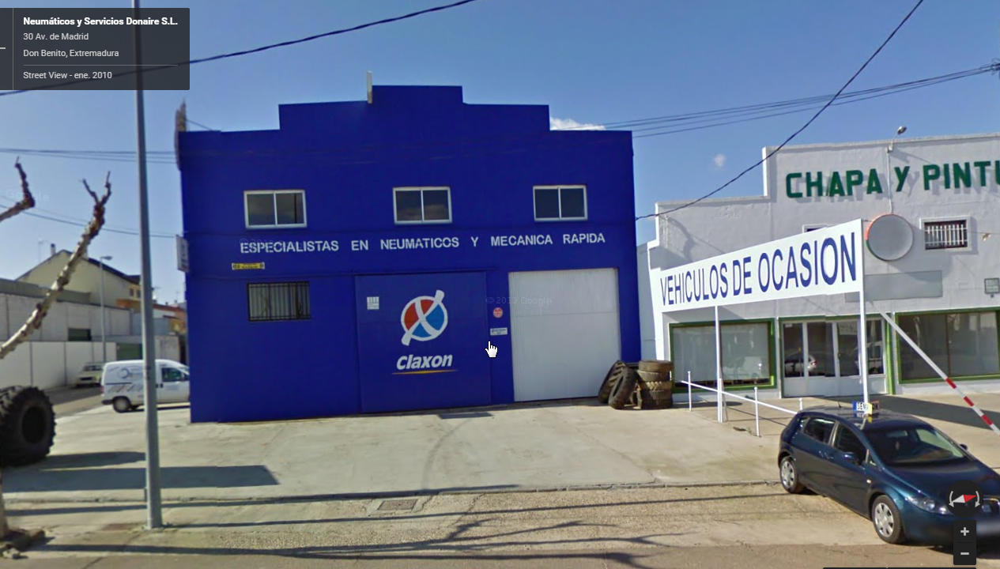 Neumáticos y Servicios Donaire S.L.
30 Av. de Madrid
Don Benito, Extremadura
Street View - ene. 2010
CHAPA Y PINTU
ESPECIALISTAS EN NEUMATICOS Y MECANICA RAPIDA
VEHICULOS DE OCASION
© 2012 Google
claxon